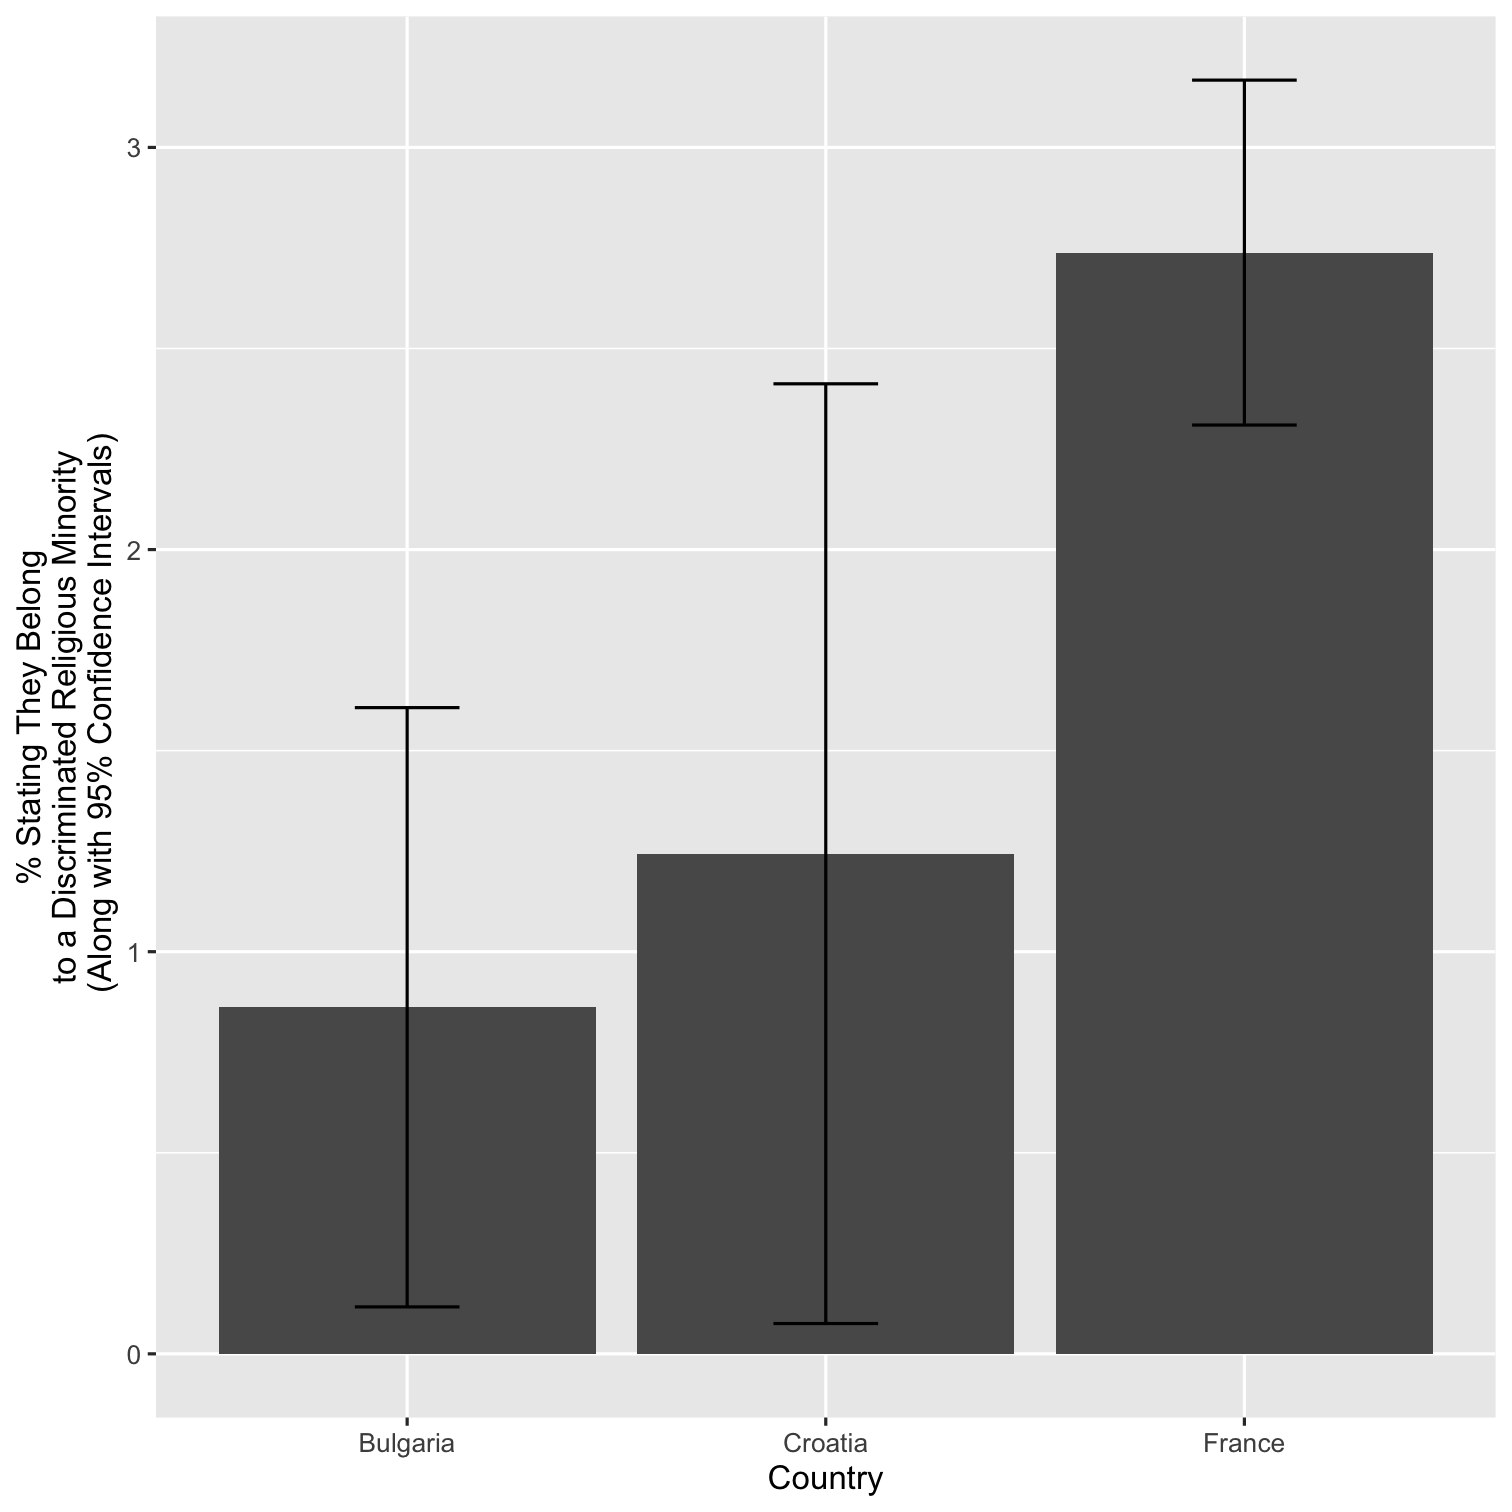 % Stating They Belong
to a Discriminated Religious Minority
(Along with 95% Confidence Intervals)
3
2
1
0
Bulgaria
Croatia
France
Country